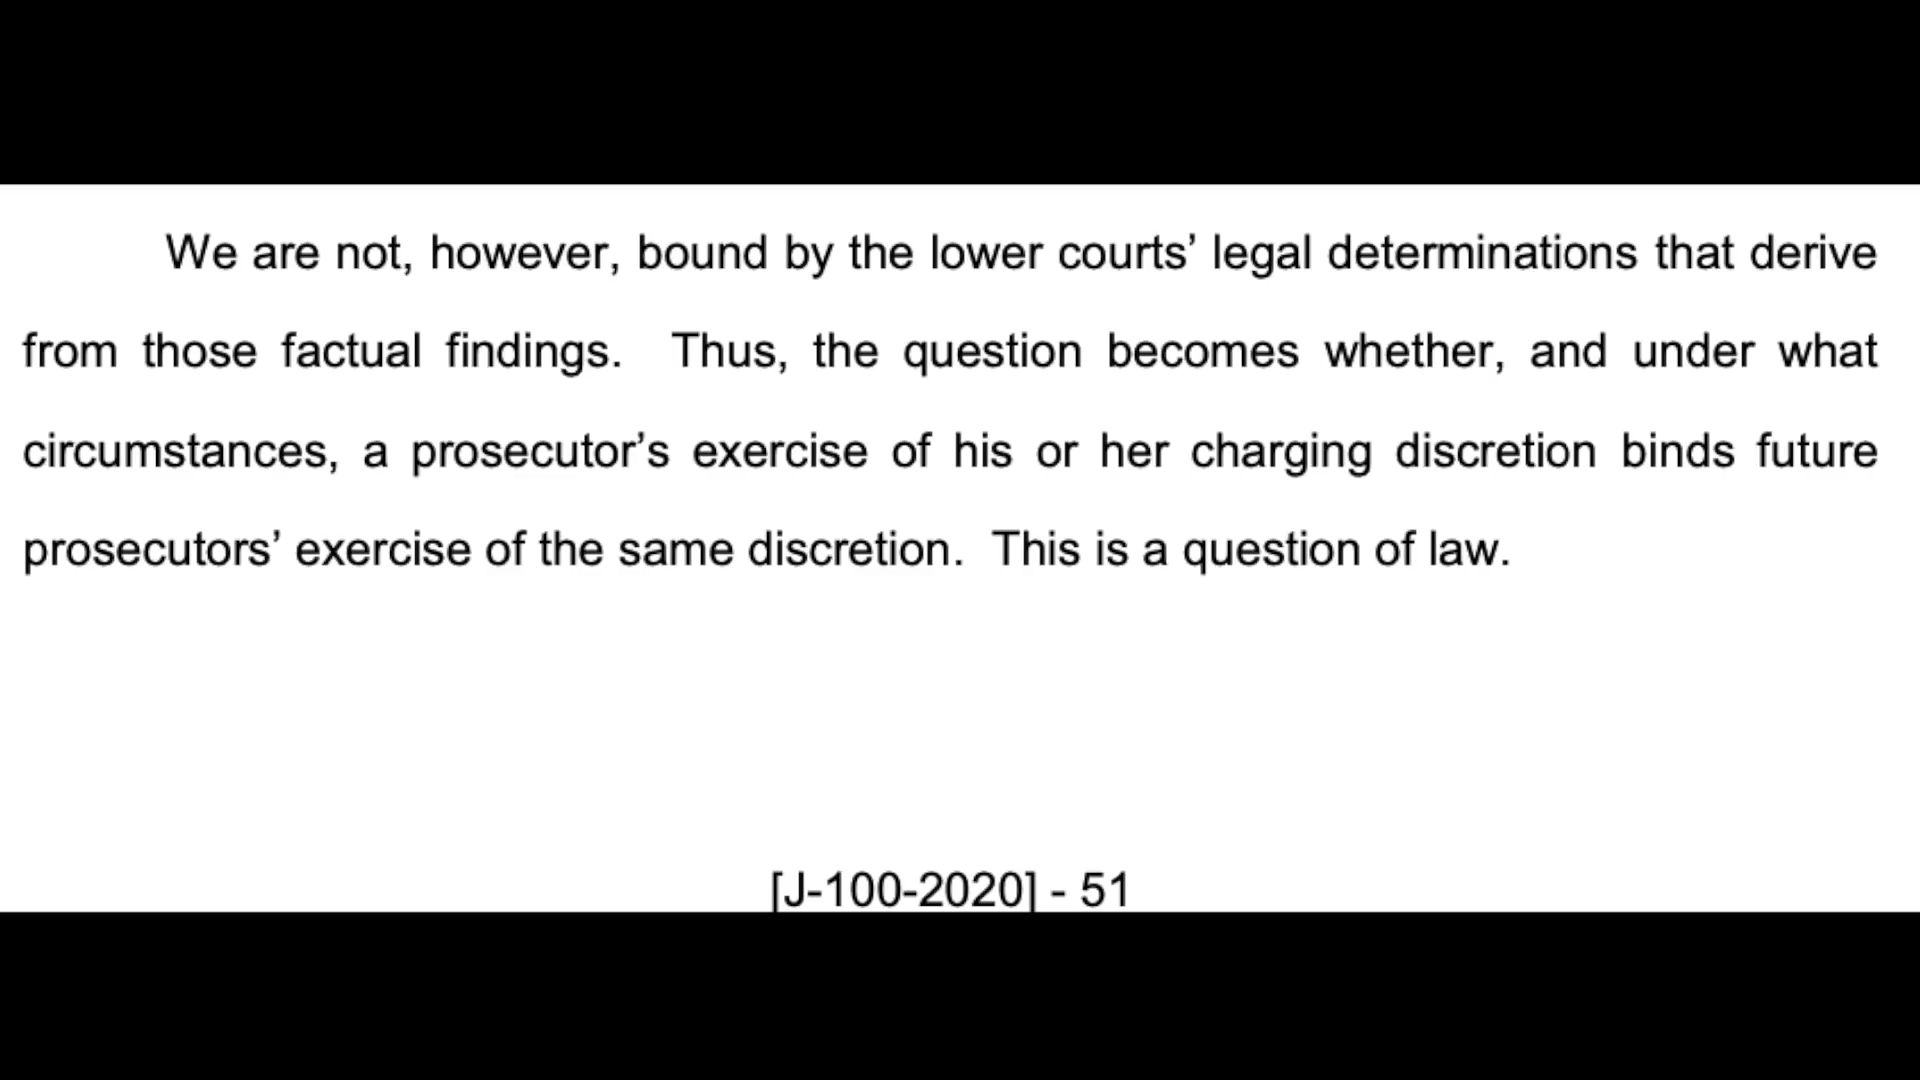 We are not, however, bound by the lower courts’ legal determinations that derive
from those factual findings.  Thus, the question becomes whether, and under what
circumstances, a prosecutor’s exercise of his or her charging discretion binds future
prosecutors’ exercise of the same discretion.  This is a question of law.
[J-100-2020] - 51